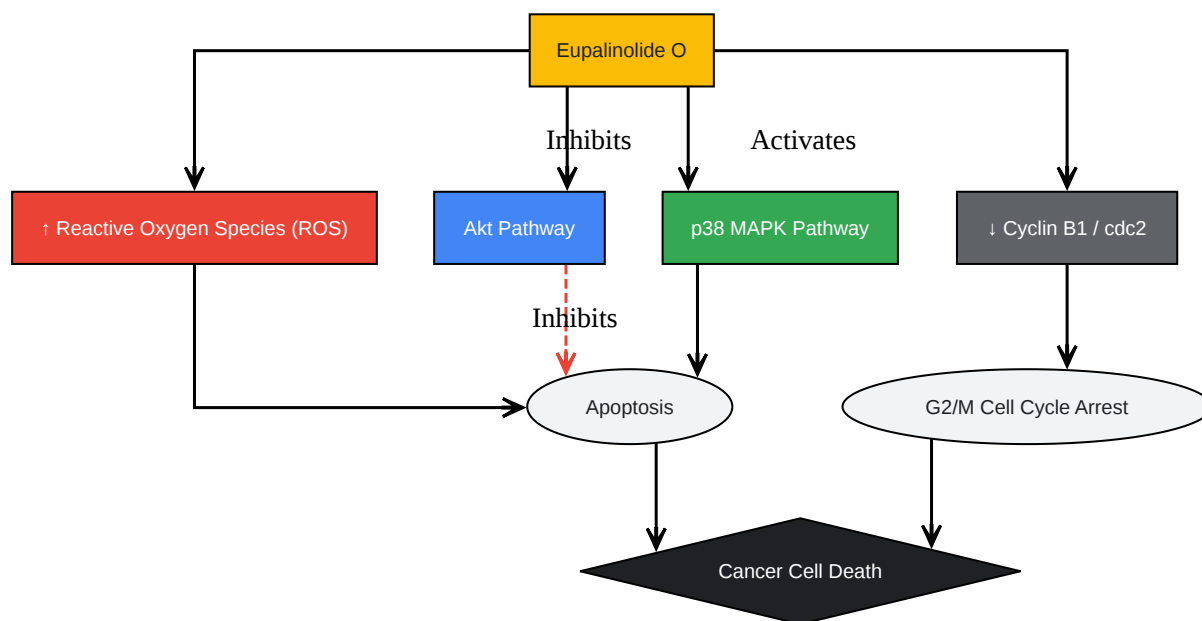 Eupalinolide O
Inhibits
Activates
↑ Reactive Oxygen Species (ROS)
Akt Pathway
p38 MAPK Pathway
↓ Cyclin B1 / cdc2
Inhibits
Apoptosis
G2/M Cell Cycle Arrest
Cancer Cell Death